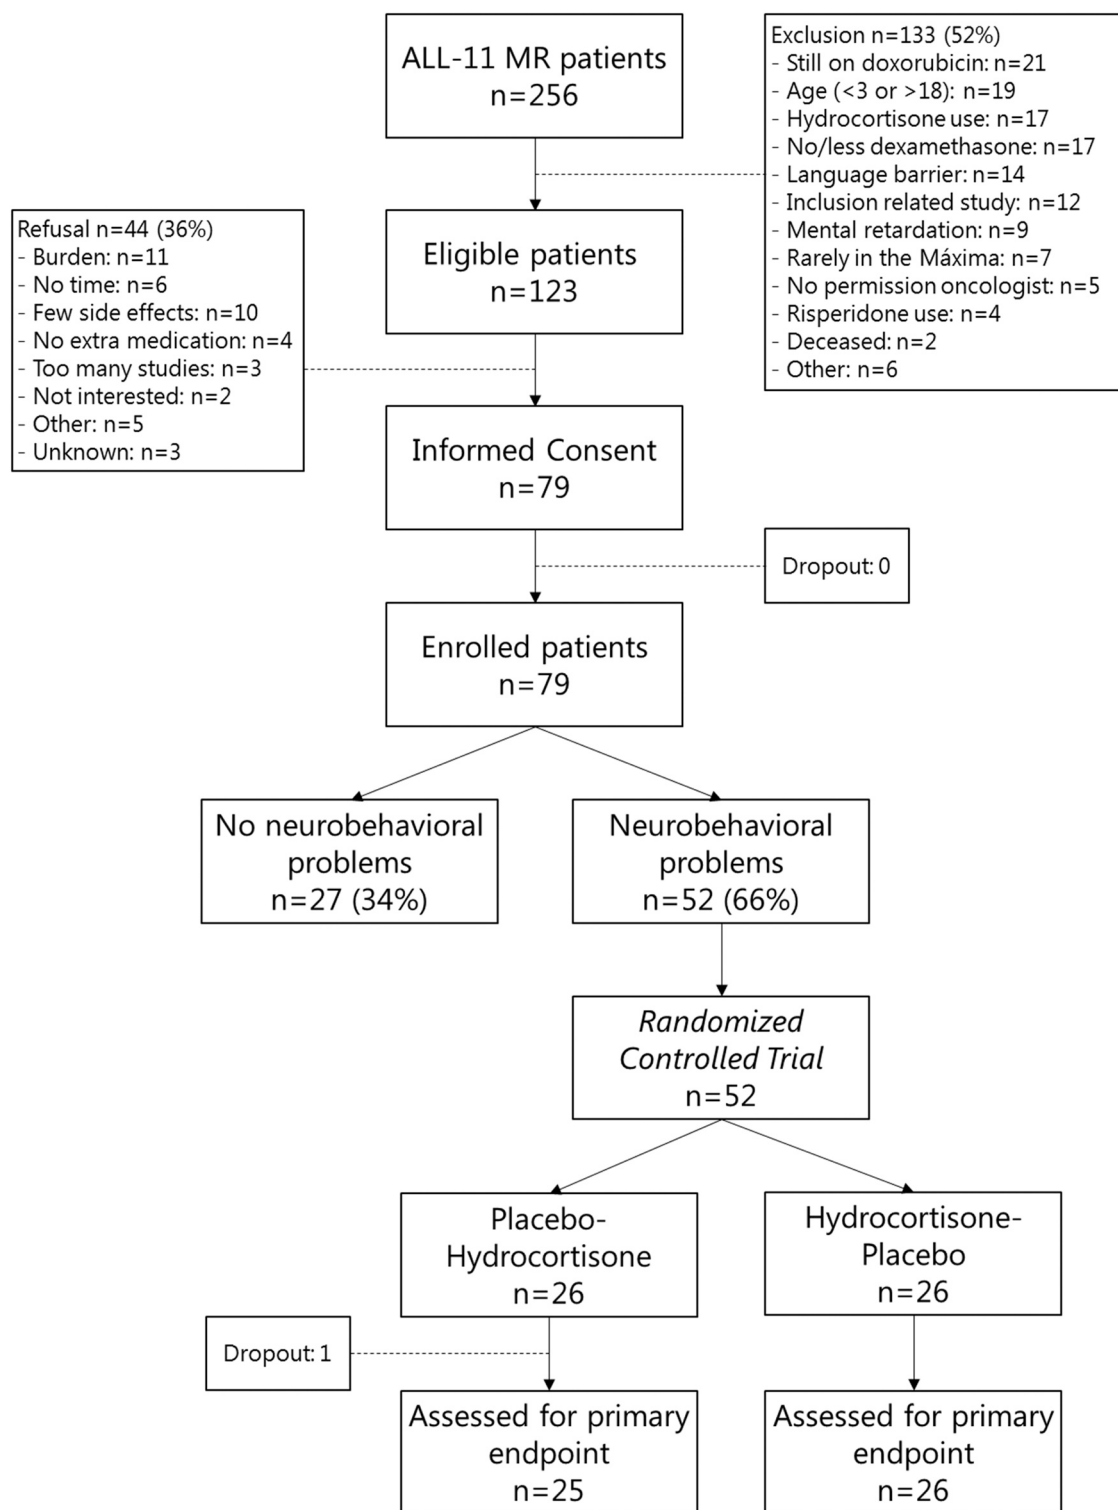 ALL-11 MR patients
n=256
Exclusion n=133 (52%)
- Still on doxorubicin: n=21
- Age (<3 or >18): n=19
- Hydrocortisone use: n=17
- No/less dexamethasone: n=17
- Language barrier: n=14
- Inclusion related study: n=12
- Mental retardation: n=9
- Rarely in the Máxima: n=7
- No permission oncologist: n=5
- Risperidone use: n=4
- Deceased: n=2
- Other: n=6
Eligible patients
n=123
Refusal n=44 (36%)
- Burden: n=11
- No time: n=6
- Few side effects: n=10
- No extra medication: n=4
- Too many studies: n=3
- Not interested: n=2
- Other: n=5
- Unknown: n=3
Informed Consent
n=79
Dropout: 0
Enrolled patients
n=79
No neurobehavioral
problems
n=27 (34%)
Neurobehavioral
problems
n=52 (66%)
Randomized
Controlled Trial
n=52
Placebo-
Hydrocortisone
n=26
Hydrocortisone-
Placebo
n=26
Dropout: 1
Assessed for primary
endpoint
n=25
Assessed for primary
endpoint
n=26